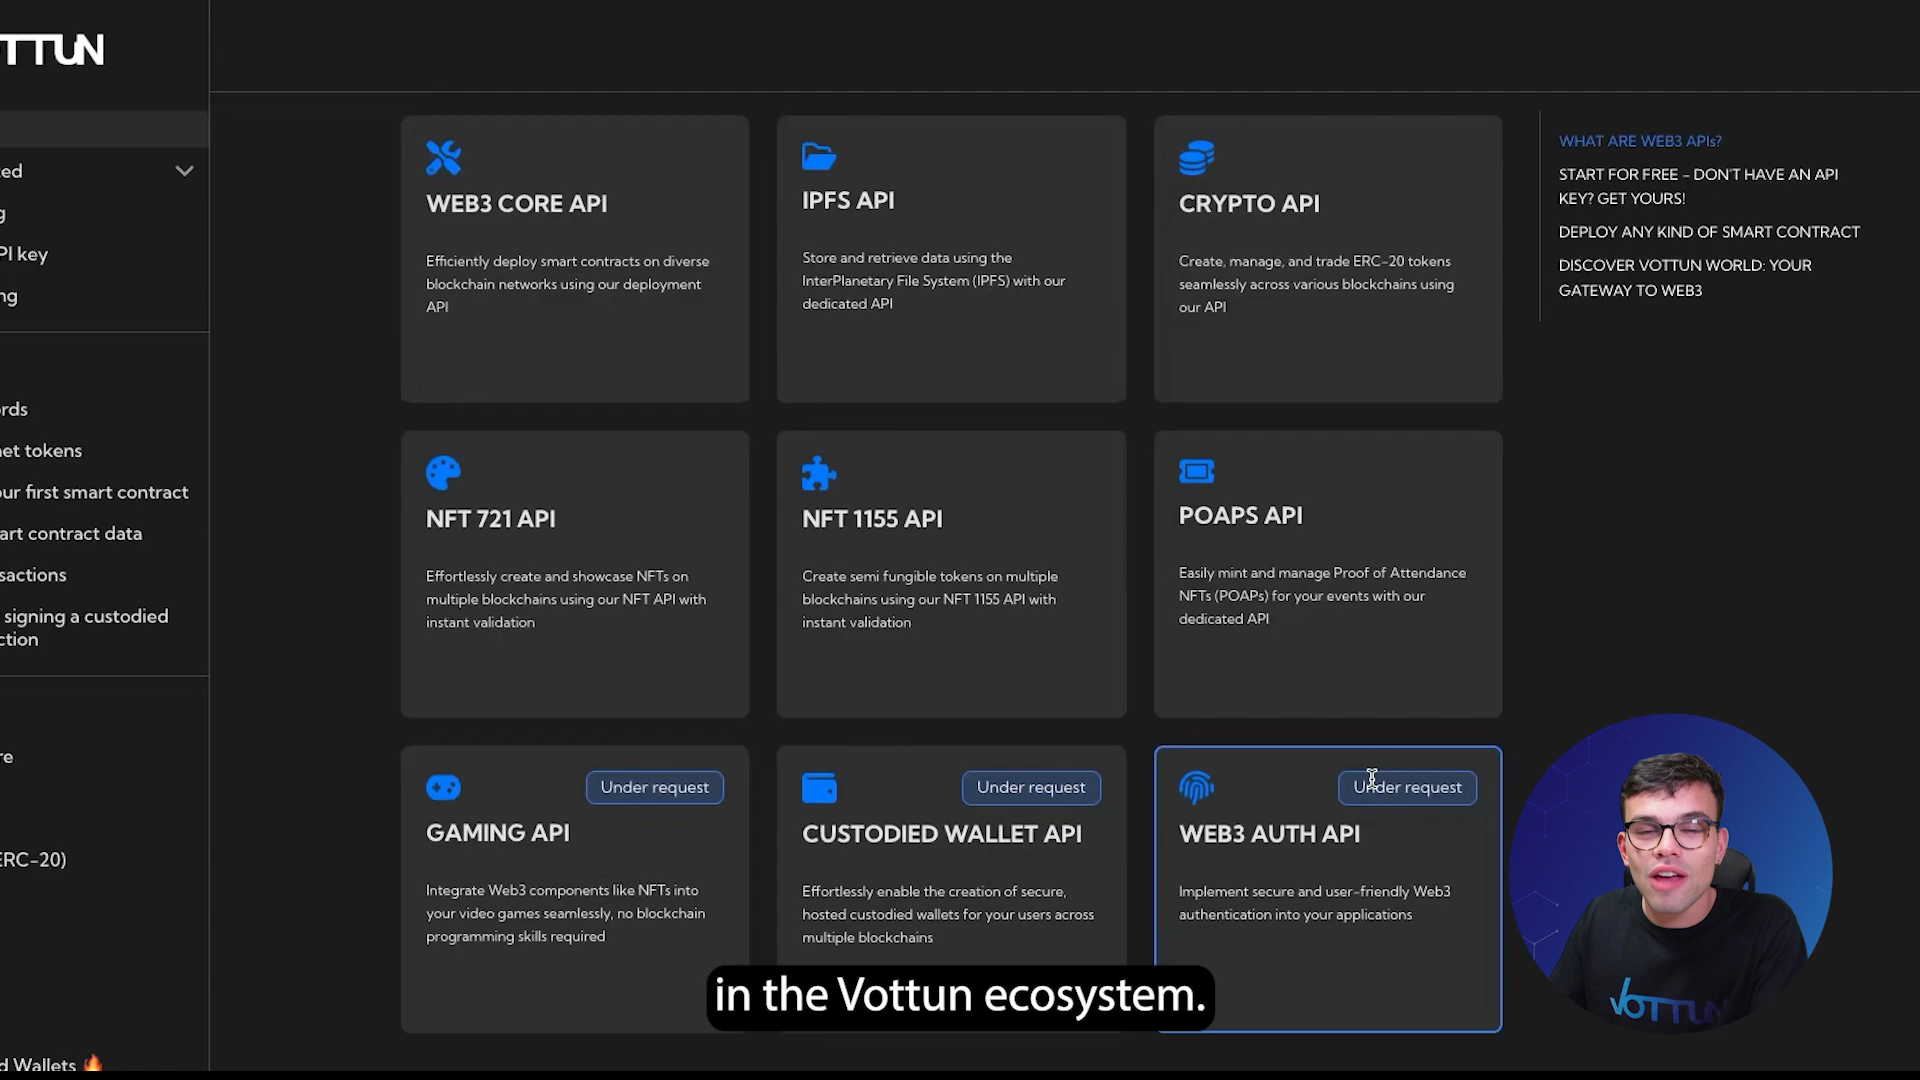 TTUN
ed
g
PI key
ng
rds
et tokens
ur first smart contract
art contract data
sactions
signing a custodied
ction
re
ERC-20)
d Wallets
WEB3 CORE API
Efficiently deploy smart contracts on diverse
blockchain networks using our deployment
API
IPFS API
Store and retrieve data using the
InterPlanetary File System (IPFS) with our
dedicated API
CRYPTO API
Create, manage, and trade ERC-20 tokens
seamlessly across various blockchains using
our API
NFT 721 API
Effortlessly create and showcase NFTs on
multiple blockchains using our NFT API with
instant validation
NFT 1155 API
Create semi fungible tokens on multiple
blockchains using our NFT 1155 API with
instant validation
POAPS API
Easily mint and manage Proof of Attendance
NFTs (POAPs) for your events with our
dedicated API
Under request
GAMING API
Integrate Web3 components like NFTs into
your video games seamlessly, no blockchain
programming skills required
Under request
CUSTODIED WALLET API
Effortlessly enable the creation of secure,
hosted custodied wallets for your users across
multiple blockchains
Under request
WEB3 AUTH API
Implement secure and user-friendly Web3
authentication into your applications
WHAT ARE WEB3 APIs?
START FOR FREE - DON'T HAVE AN API
KEY? GET YOURS!
DEPLOY ANY KIND OF SMART CONTRACT
DISCOVER VOTTUN WORLD: YOUR
GATEWAY TO WEB3
VOTTUN
in the Vottun ecosystem.